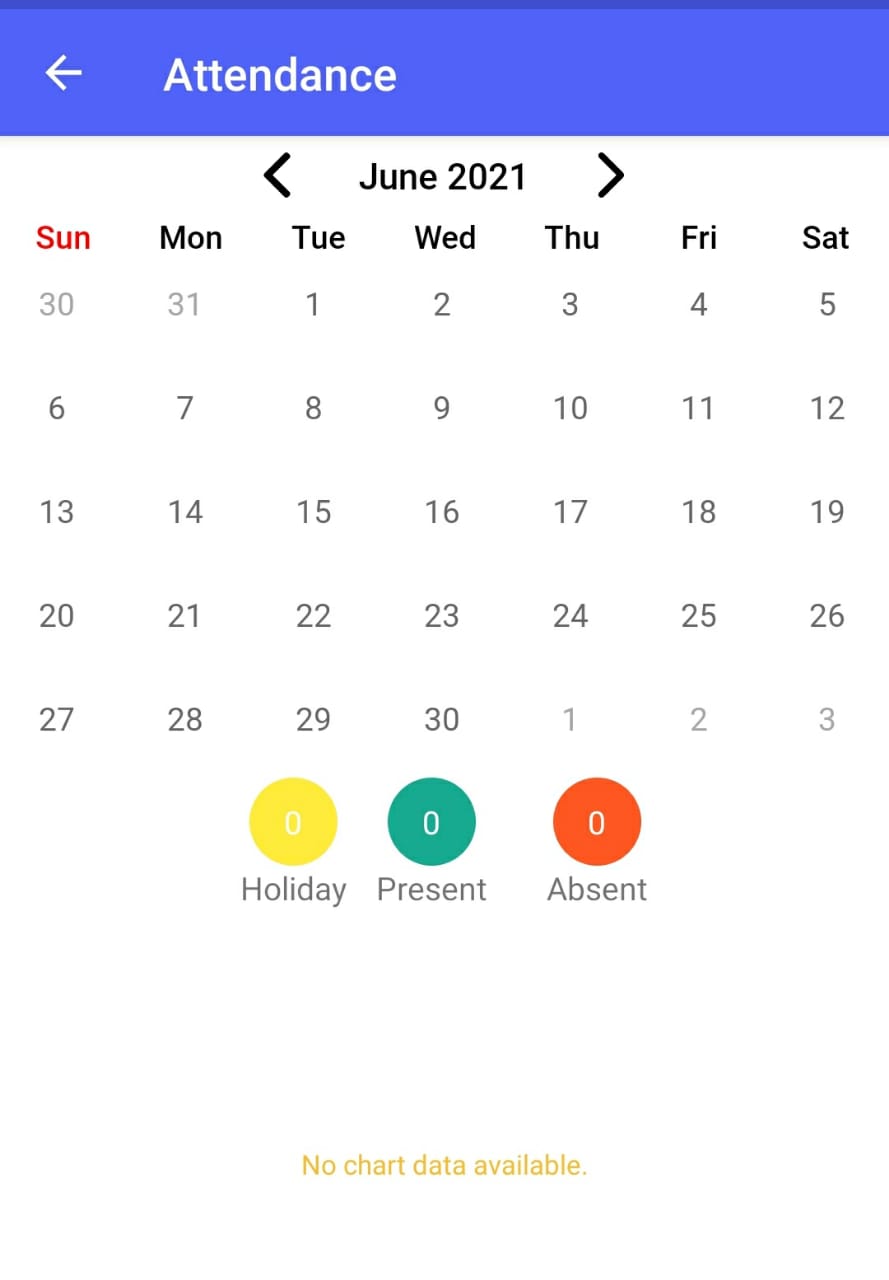 Attendance
June 2021
Sun Mon Tue Wed Thu Fri Sat
30 31 1 2 3 4 5
6 7 8 9 10 11 12
13 14 15 16 17 18 19
20 21 22 23 24 25 26
27 28 29 30 1 2 3
0 0 0
Holiday Present Absent
No chart data available.